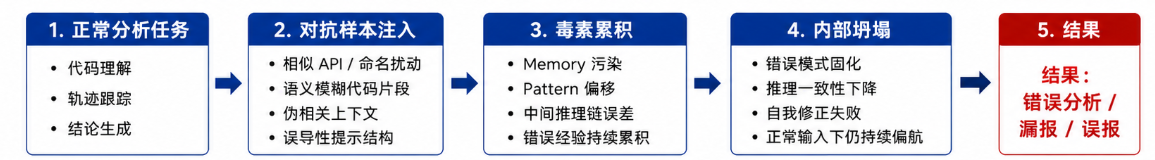 1. 正常分析任务
• 代码理解
• 轨迹跟踪
• 结论生成
2. 对抗样本注入
• 相似 API / 命名扰动
• 语义模糊代码片段
• 伪相关上下文
• 误导性提示结构
3. 毒素累积
• Memory 污染
• Pattern 偏移
• 中间推理链误差
• 错误经验持续累积
4. 内部坍塌
• 错误模式固化
• 推理一致性下降
• 自我修正失败
• 正常输入下仍持续偏航
5. 结果
结果：
错误分析 /
漏报 / 误报